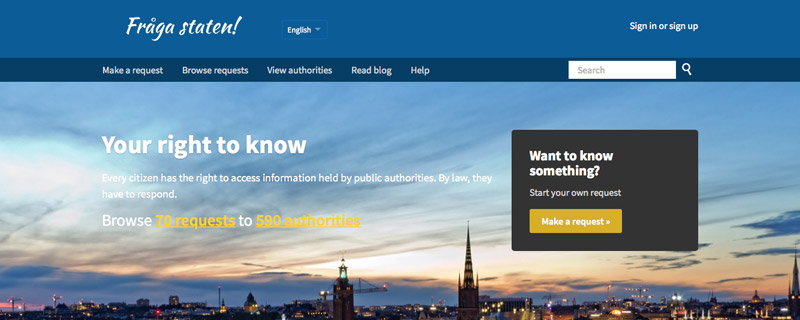 Fråga staten!
English
Sign in or sign up
Make a request Browse requests View authorities Read blog Help
Search
Your right to know
Every citizen has the right to access information held by public authorities. By law, they
have to respond.
Browse 70 requests to 590 authorities
Want to know
something?
Start your own request
Make a request »